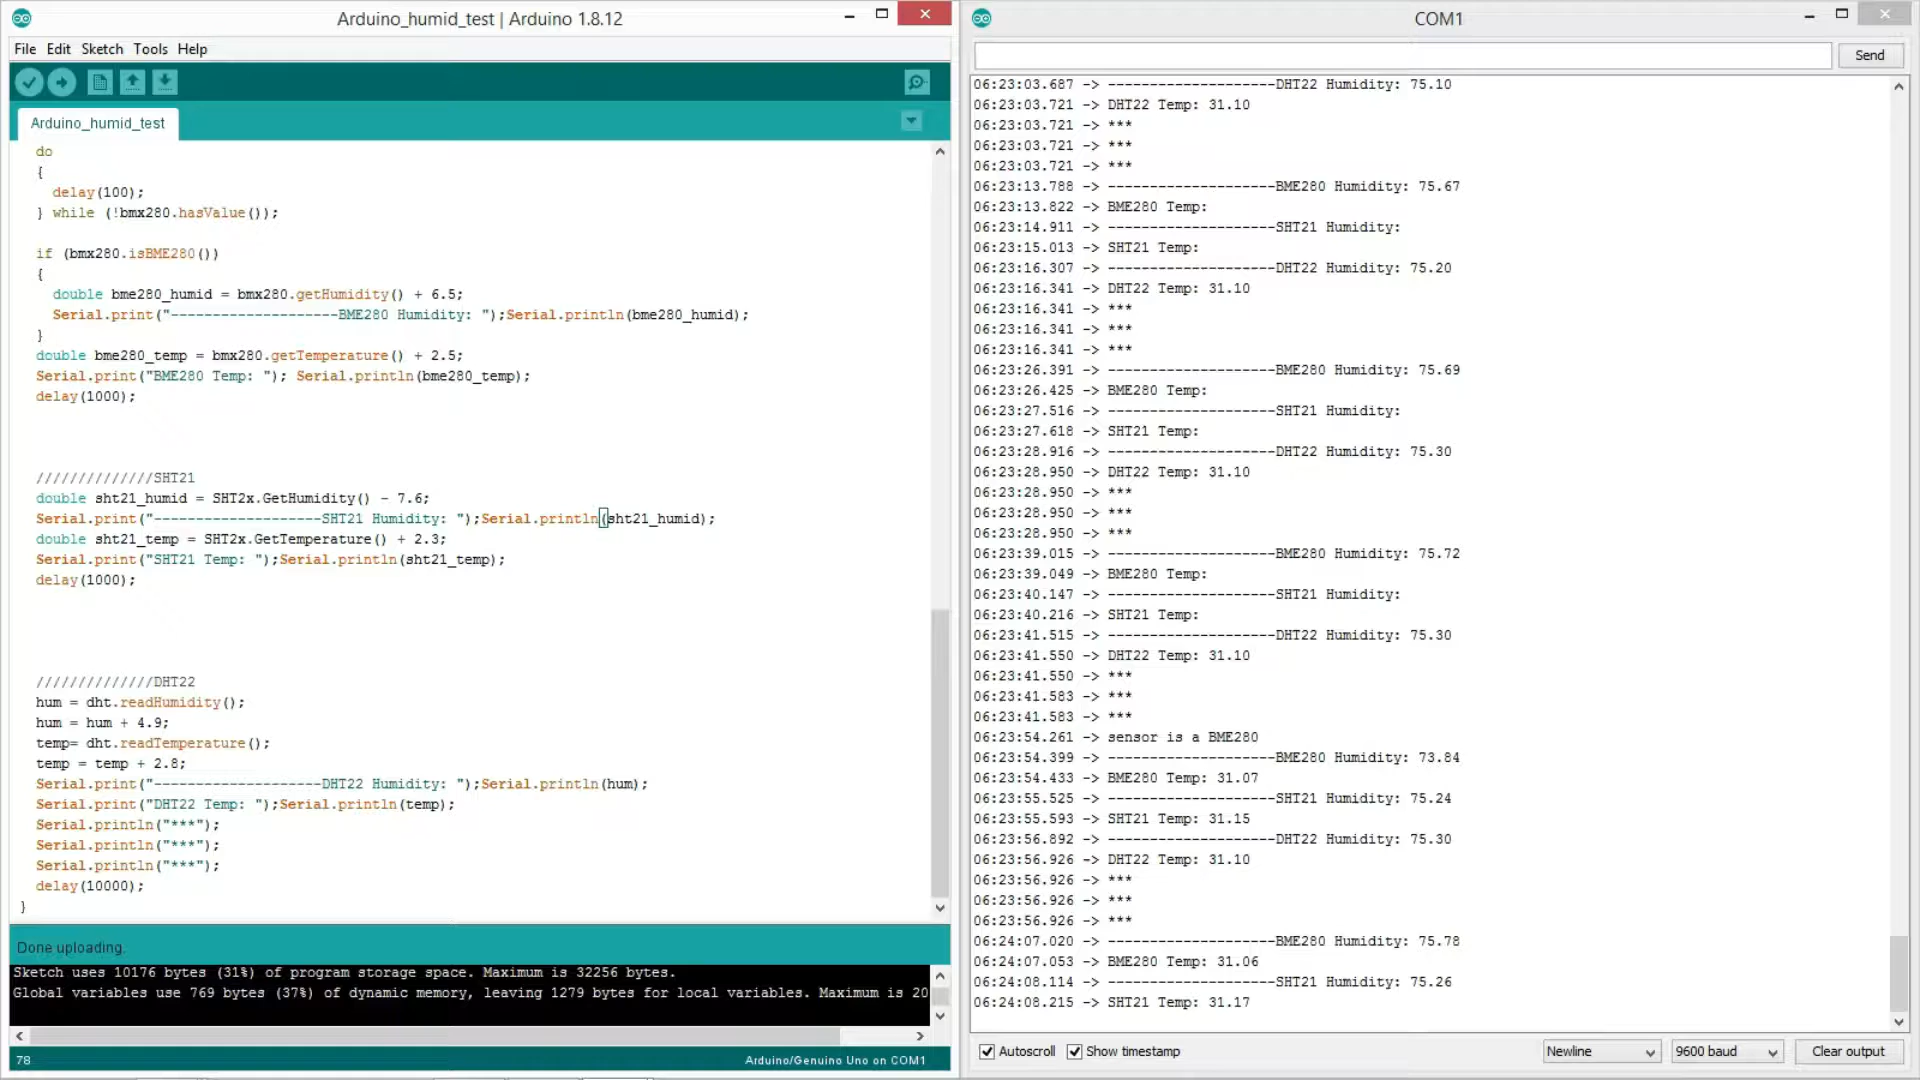 Arduino_humid_test | Arduino 1.8.12
File Edit Sketch Tools Help
Arduino_humid_test
do
{
delay(100);
} while (!bmx280.hasValue());
if (bmx280.isBME280())
{
double bme280_humid = bmx280.getHumidity() + 6.5;
Serial.print("--------------------BME280 Humidity: ");Serial.println(bme280_humid);
}
double bme280_temp = bmx280.getTemperature() + 2.5;
Serial.print("BME280 Temp: "); Serial.println(bme280_temp);
delay(1000);
//////////////SHT21
double sht21_humid = SHT2x.GetHumidity() - 7.6;
Serial.print("--------------------SHT21 Humidity: ");Serial.println(sht21_humid);
double sht21_temp = SHT2x.GetTemperature() + 2.3;
Serial.print("SHT21 Temp: ");Serial.println(sht21_temp);
delay(1000);
//////////////DHT22
hum = dht.readHumidity();
hum = hum + 4.9;
temp= dht.readTemperature();
temp = temp + 2.8;
Serial.print("--------------------DHT22 Humidity: ");Serial.println(hum);
Serial.print("DHT22 Temp: ");Serial.println(temp);
Serial.println("***");
Serial.println("***");
Serial.println("***");
delay(10000);
}
Done uploading.
Sketch uses 10176 bytes (31%) of program storage space. Maximum is 32256 bytes.
Global variables use 769 bytes (37%) of dynamic memory, leaving 1279 bytes for local variables. Maximum is 20
78
Arduino/Genuino Uno on COM1
COM1
Send
06:23:03.687 -> --------------------DHT22 Humidity: 75.10
06:23:03.721 -> DHT22 Temp: 31.10
06:23:03.721 -> ***
06:23:03.721 -> ***
06:23:03.721 -> ***
06:23:13.788 -> --------------------BME280 Humidity: 75.67
06:23:13.822 -> BME280 Temp:
06:23:14.911 -> --------------------SHT21 Humidity:
06:23:15.013 -> SHT21 Temp:
06:23:16.307 -> --------------------DHT22 Humidity: 75.20
06:23:16.341 -> DHT22 Temp: 31.10
06:23:16.341 -> ***
06:23:16.341 -> ***
06:23:16.341 -> ***
06:23:26.391 -> --------------------BME280 Humidity: 75.69
06:23:26.425 -> BME280 Temp:
06:23:27.516 -> --------------------SHT21 Humidity:
06:23:27.618 -> SHT21 Temp:
06:23:28.916 -> --------------------DHT22 Humidity: 75.30
06:23:28.950 -> DHT22 Temp: 31.10
06:23:28.950 -> ***
06:23:28.950 -> ***
06:23:28.950 -> ***
06:23:39.015 -> --------------------BME280 Humidity: 75.72
06:23:39.049 -> BME280 Temp:
06:23:40.147 -> --------------------SHT21 Humidity:
06:23:40.216 -> SHT21 Temp:
06:23:41.515 -> --------------------DHT22 Humidity: 75.30
06:23:41.550 -> DHT22 Temp: 31.10
06:23:41.550 -> ***
06:23:41.583 -> ***
06:23:41.583 -> ***
06:23:54.261 -> sensor is a BME280
06:23:54.399 -> --------------------BME280 Humidity: 73.84
06:23:54.433 -> BME280 Temp: 31.07
06:23:55.525 -> --------------------SHT21 Humidity: 75.24
06:23:55.593 -> SHT21 Temp: 31.15
06:23:56.892 -> --------------------DHT22 Humidity: 75.30
06:23:56.926 -> DHT22 Temp: 31.10
06:23:56.926 -> ***
06:23:56.926 -> ***
06:23:56.926 -> ***
06:24:07.020 -> --------------------BME280 Humidity: 75.78
06:24:07.053 -> BME280 Temp: 31.06
06:24:08.114 -> --------------------SHT21 Humidity: 75.26
06:24:08.215 -> SHT21 Temp: 31.17
Autoscroll Show timestamp Newline 9600 baud Clear output